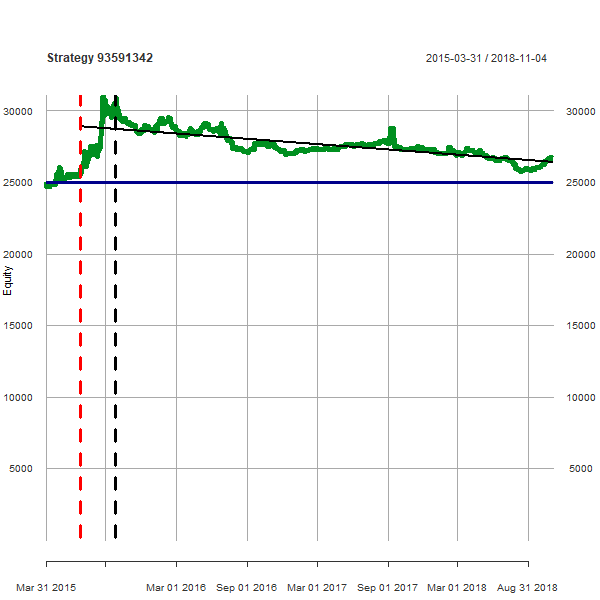 Strategy 93591342
2015-03-31 / 2018-11-04
30000
30000
25000
25000
20000
20000
Equity
15000
15000
10000
10000
5000
5000
Mar 31 2015
Mar 01 2016
Sep 01 2016
Mar 01 2017
Sep 01 2017
Mar 01 2018
Aug 31 2018